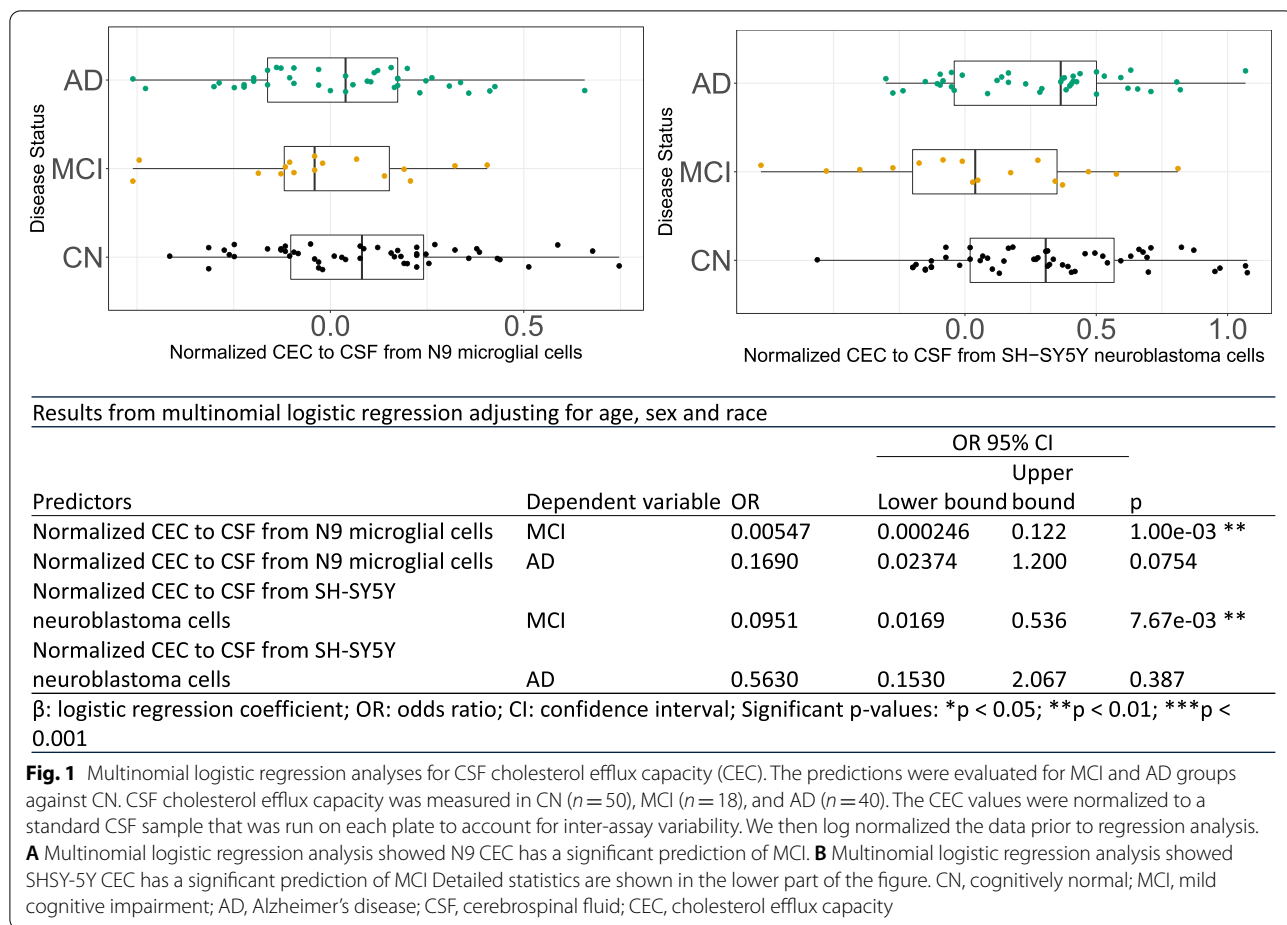 Disease Status
AD
MCI
CN
0.0 0.5
Normalized CEC to CSF from N9 microglial cells
Disease Status
AD
MCI
CN
0.0 0.5 1.0
Normalized CEC to CSF from SH−SY5Y neuroblastoma cells
Results from multinomial logistic regression adjusting for age, sex and race
OR 95% CI
Upper
Predictors Dependent variable OR Lower bound bound p
Normalized CEC to CSF from N9 microglial cells MCI 0.00547 0.000246 0.122 1.00e-03 **
Normalized CEC to CSF from N9 microglial cells AD 0.1690 0.02374 1.200 0.0754
Normalized CEC to CSF from SH-SY5Y
neuroblastoma cells MCI 0.0951 0.0169 0.536 7.67e-03 **
Normalized CEC to CSF from SH-SY5Y
neuroblastoma cells AD 0.5630 0.1530 2.067 0.387
β: logistic regression coefficient; OR: odds ratio; CI: confidence interval; Significant p-values: *p < 0.05; **p < 0.01; ***p <
0.001
Fig. 1 Multinomial logistic regression analyses for CSF cholesterol efflux capacity (CEC). The predictions were evaluated for MCI and AD groups
against CN. CSF cholesterol efflux capacity was measured in CN (n = 50), MCI (n = 18), and AD (n = 40). The CEC values were normalized to a
standard CSF sample that was run on each plate to account for inter-assay variability. We then log normalized the data prior to regression analysis.
A Multinomial logistic regression analysis showed N9 CEC has a significant prediction of MCI. B Multinomial logistic regression analysis showed
SHSY-5Y CEC has a significant prediction of MCI Detailed statistics are shown in the lower part of the figure. CN, cognitively normal; MCI, mild
cognitive impairment; AD, Alzheimer's disease; CSF, cerebrospinal fluid; CEC, cholesterol efflux capacity